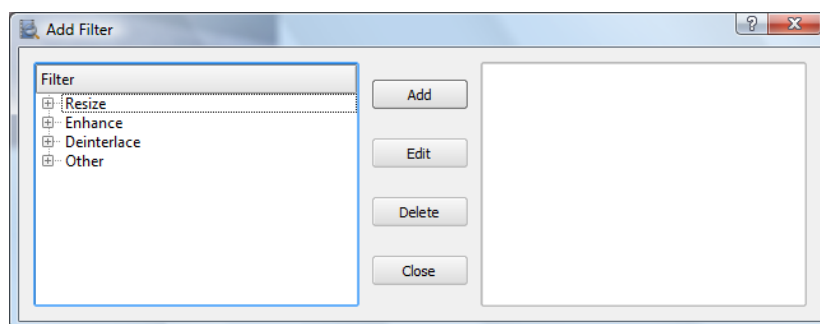 Add Filter
?
X
Filter
Resize
Enhance
Deinterlace
Other
Add
Edit
Delete
Close